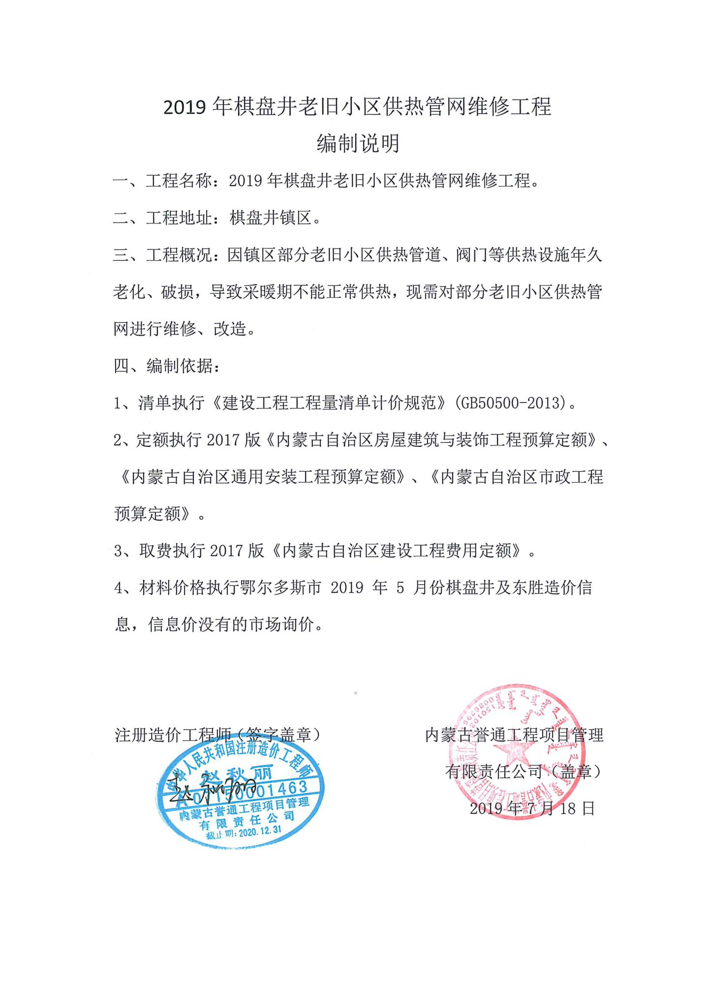 2019 年棋盘井老旧小区供热管网维修工程
编制说明
一、工程名称：2019 年棋盘井老旧小区供热管网维修工程。
二、工程地址：棋盘井镇区。
三、工程概况：因镇区部分老旧小区供热管道、阀门等供热设施年久
老化、破损，导致采暖期不能正常供热，现需对部分老旧小区供热管
网进行维修、改造。
四、编制依据：
1、清单执行《建设工程工程量清单计价规范》(GB50500-2013)。
2、定额执行 2017 版《内蒙古自治区房屋建筑与装饰工程预算定额》、
《内蒙古自治区通用安装工程预算定额》、《内蒙古自治区市政工程
预算定额》。
3、取费执行 2017 版《内蒙古自治区建设工程费用定额》。
4、材料价格执行鄂尔多斯市 2019 年 5 月份棋盘井及东胜造价信
息，信息价没有的市场询价。
注册造价工程师（签字盖章）
中华人民共和国注册造价工程师
赵秋丽
内蒙古誉通工程项目管理
有限责任公司
截止期：2020.12.31
内蒙古誉通工程项目管理
有限责任公司（盖章）
2019 年 7 月 18 日